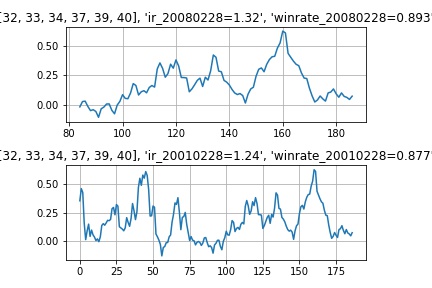 [32, 33, 34, 37, 39, 40], 'ir_20080228=1.32', 'winrate_20080228=0.893'
0.50
0.25
0.00
80 100 120 140 160 180
[32, 33, 34, 37, 39, 40], 'ir_20010228=1.24', 'winrate_20010228=0.877'
0.50
0.25
0.00
0 25 50 75 100 125 150 175